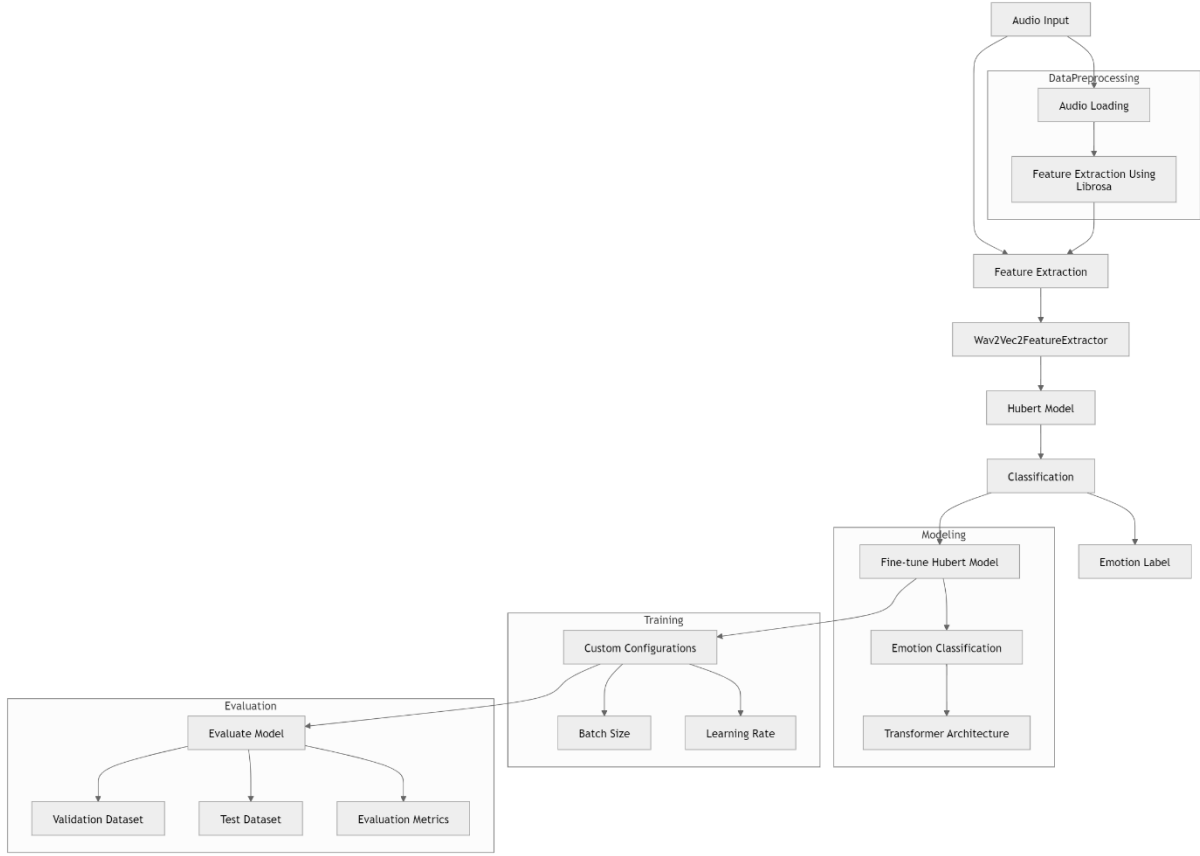 Audio Input
DataPreprocessing
Audio Loading
Feature Extraction Using
Librosa
Feature Extraction
Wav2Vec2FeatureExtractor
Hubert Model
Classification
Modeling
Fine-tune Hubert Model
Emotion Label
Training
Custom Configurations
Emotion Classification
Evaluation
Evaluate Model
Batch Size
Learning Rate
Transformer Architecture
Validation Dataset
Test Dataset
Evaluation Metrics